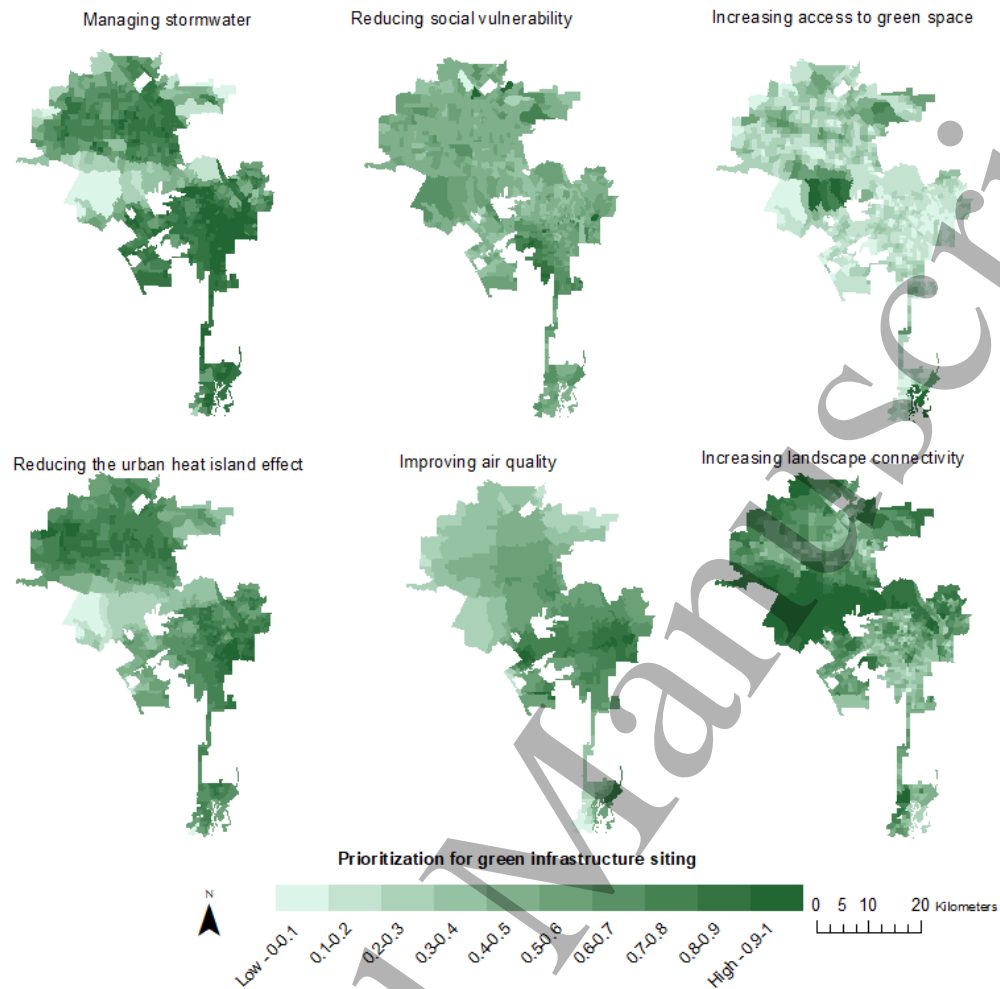 Managing stormwater
Reducing social vulnerability
Increasing access to green space
Reducing the urban heat island effect
Improving air quality
Increasing landscape connectivity
Prioritization for green infrastructure siting
N
0 5 10 20 Kilometers
Low - 0-0.1
0.1-0.2
0.2-0.3
0.3-0.4
0.4-0.5
0.5-0.6
0.6-0.7
0.7-0.8
0.8-0.9
High - 0.9-1
Manuscri